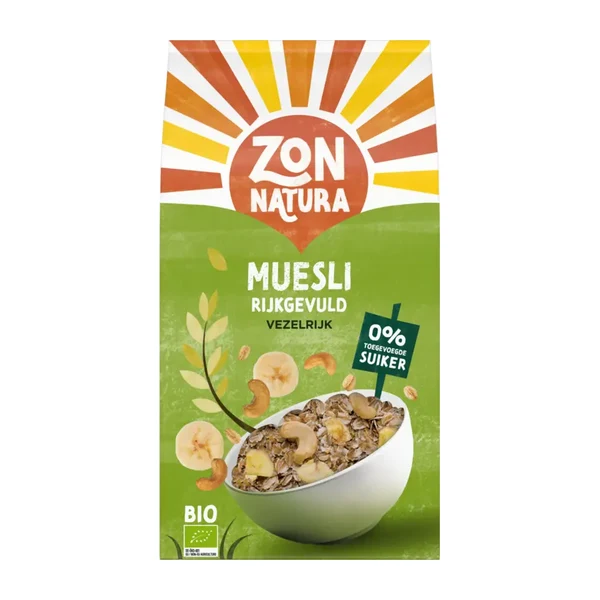 ZON
NATURA
MUESLI
RIJKGEVULD
VEZELRIJK
0%
TOEGEVOEGDE
SUIKER
BIO